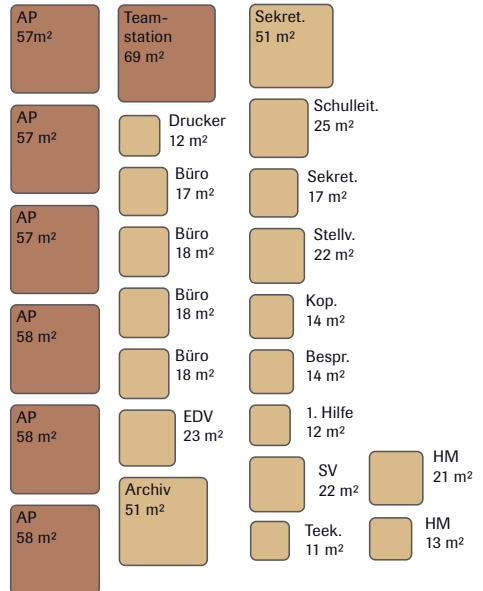 AP
57m²
AP
57 m²
AP
57 m²
AP
58 m²
AP
58 m²
AP
58 m²
Team-
station
69 m²
Drucker
12 m²
Büro
17 m²
Büro
18 m²
Büro
18 m²
Büro
18 m²
EDV
23 m²
Archiv
51 m²
Sekret.
51 m²
Schulleit.
25 m²
Sekret.
17 m²
Stellv.
22 m²
Kop.
14 m²
Bespr.
14 m²
1. Hilfe
12 m²
SV
22 m²
Teek.
11 m²
HM
21 m²
HM
13 m²